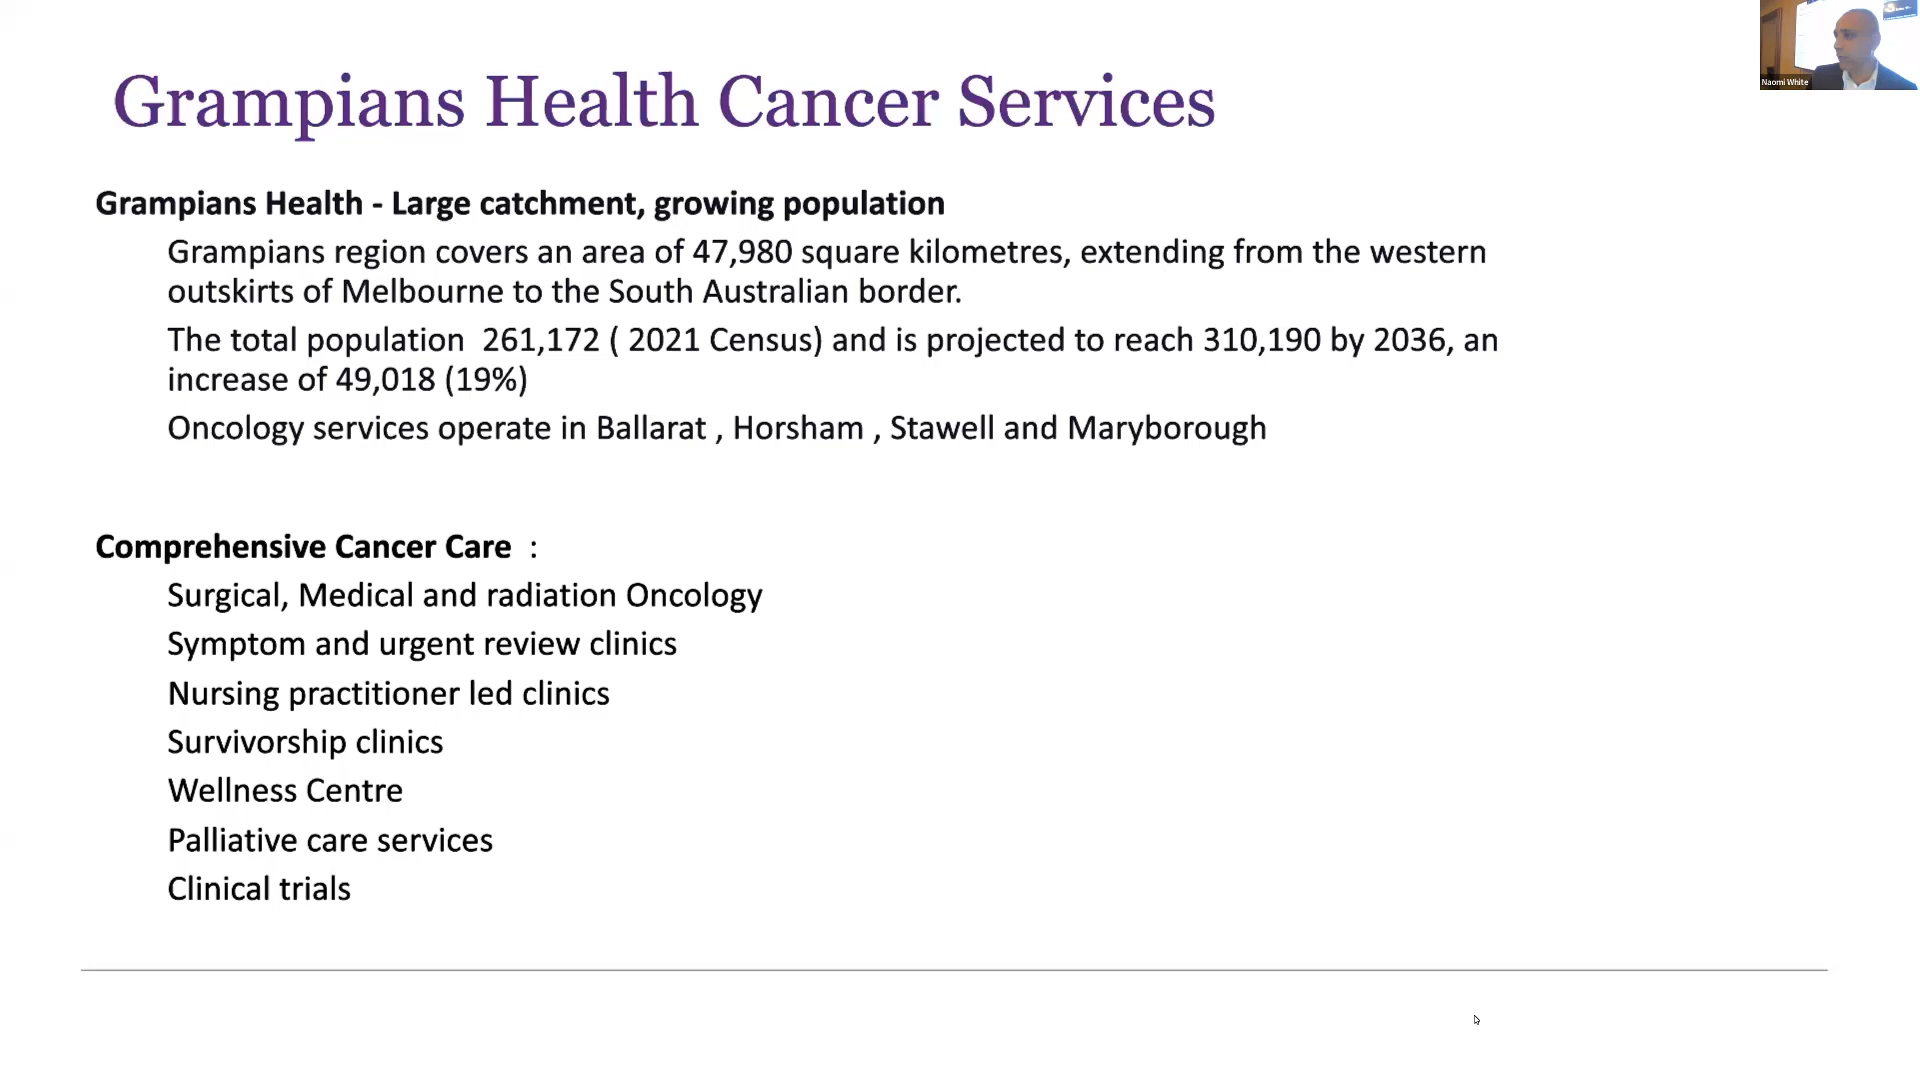 Grampians Health Cancer Services
Naomi White
Grampians Health - Large catchment, growing population
Grampians region covers an area of 47,980 square kilometres, extending from the western
outskirts of Melbourne to the South Australian border.
The total population  261,172 ( 2021 Census) and is projected to reach 310,190 by 2036, an
increase of 49,018 (19%)
Oncology services operate in Ballarat , Horsham , Stawell and Maryborough
Comprehensive Cancer Care  :
Surgical, Medical and radiation Oncology
Symptom and urgent review clinics
Nursing practitioner led clinics
Survivorship clinics
Wellness Centre
Palliative care services
Clinical trials